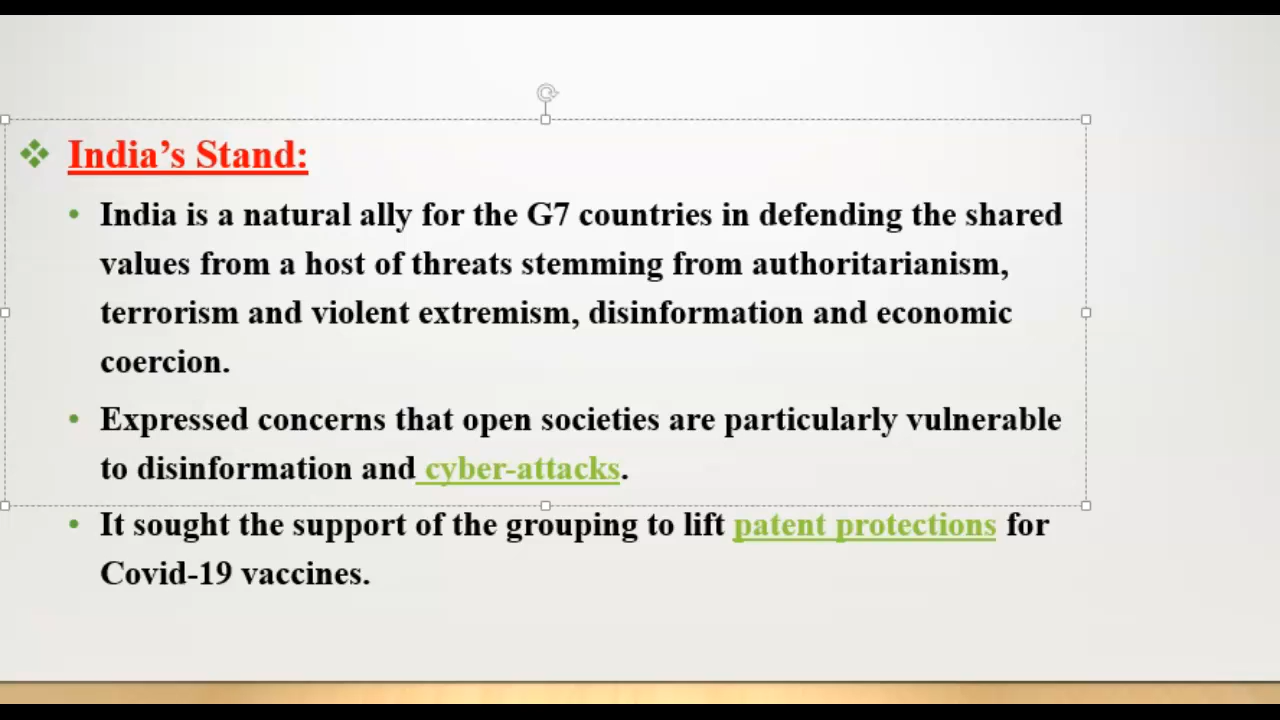 India’s Stand:
India is a natural ally for the G7 countries in defending the shared
values from a host of threats stemming from authoritarianism,
terrorism and violent extremism, disinformation and economic
coercion.
Expressed concerns that open societies are particularly vulnerable
to disinformation and cyber-attacks.
It sought the support of the grouping to lift patent protections for
Covid-19 vaccines.